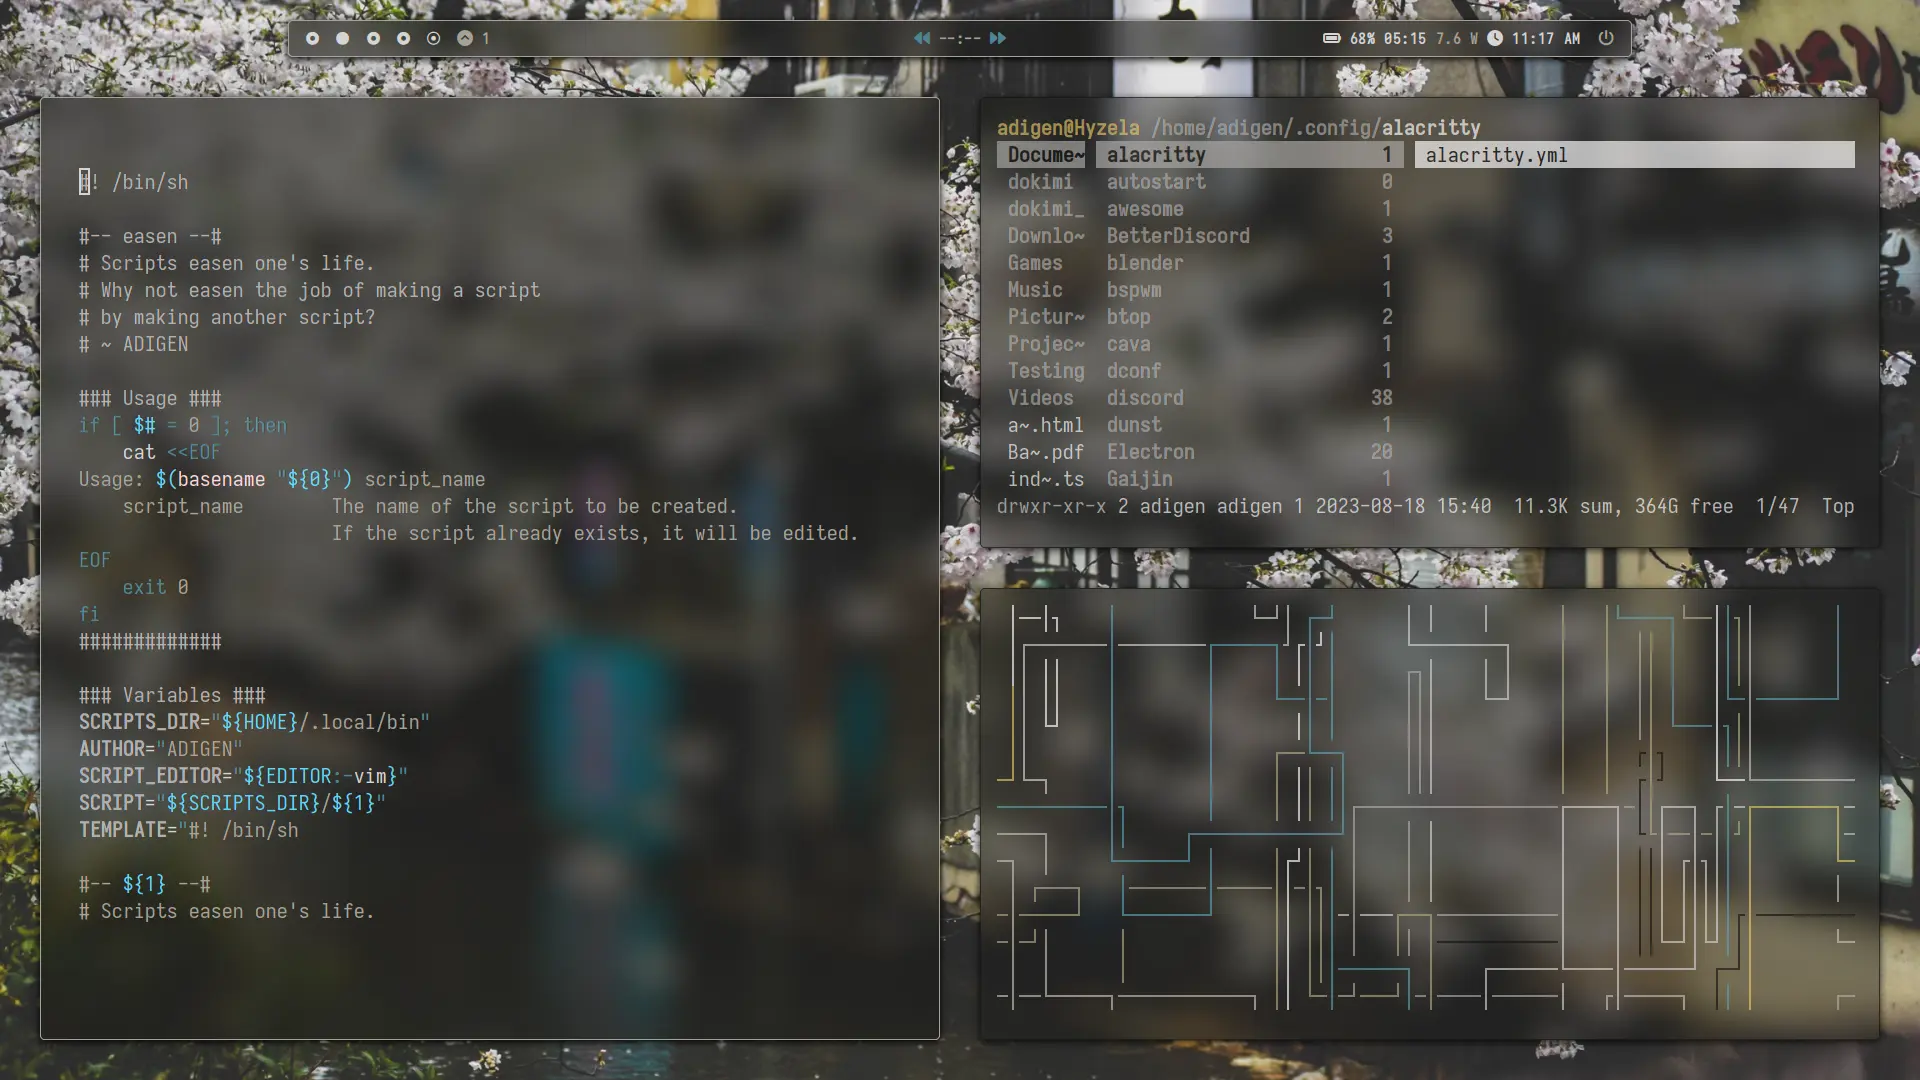 1
--:--
68% 05:15 7.6 W 11:17 AM
#! /bin/sh
#-- easen --#
# Scripts easen one's life.
# Why not easen the job of making a script
# by making another script?
# ~ ADIGEN
### Usage ###
if [ $# = 0 ]; then
cat <<EOF
Usage: $(basename "${0}") script_name
script_name The name of the script to be created.
If the script already exists, it will be edited.
EOF
exit 0
fi
#############
### Variables ###
SCRIPTS_DIR="${HOME}/.local/bin"
AUTHOR="ADIGEN"
SCRIPT_EDITOR="${EDITOR:-vim}"
SCRIPT="${SCRIPTS_DIR}/${1}"
TEMPLATE="#! /bin/sh
#-- ${1} --#
# Scripts easen one's life.
adigen@Hyzela /home/adigen/.config/alacritty
Docume~ alacritty 1 alacritty.yml
dokimi autostart 0
dokimi_ awesome 1
Downlo~ BetterDiscord 3
Games blender 1
Music bspwm 1
Pictur~ btop 2
Projec~ cava 1
Testing dconf 1
Videos discord 38
a~.html dunst 1
Ba~.pdf Electron 20
ind~.ts Gaijin 1
drwxr-xr-x 2 adigen adigen 1 2023-08-18 15:40 11.3K sum, 364G free 1/47 Top